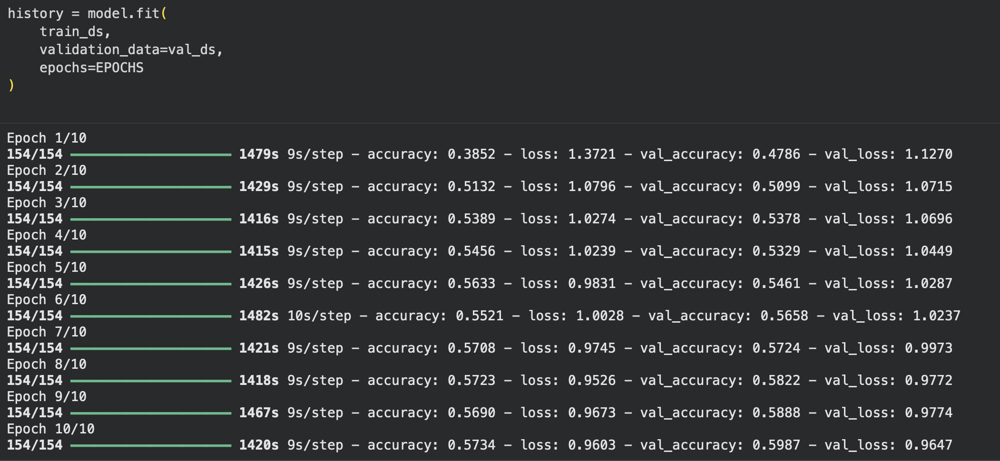 history = model.fit(
    train_ds,
    validation_data=val_ds,
    epochs=EPOCHS
)
Epoch 1/10
154/154 ━━━━━━━━━━━━━━━━━━━━ 1479s 9s/step - accuracy: 0.3852 - loss: 1.3721 - val_accuracy: 0.4786 - val_loss: 1.1270
Epoch 2/10
154/154 ━━━━━━━━━━━━━━━━━━━━ 1429s 9s/step - accuracy: 0.5132 - loss: 1.0796 - val_accuracy: 0.5099 - val_loss: 1.0715
Epoch 3/10
154/154 ━━━━━━━━━━━━━━━━━━━━ 1416s 9s/step - accuracy: 0.5389 - loss: 1.0274 - val_accuracy: 0.5378 - val_loss: 1.0696
Epoch 4/10
154/154 ━━━━━━━━━━━━━━━━━━━━ 1415s 9s/step - accuracy: 0.5456 - loss: 1.0239 - val_accuracy: 0.5329 - val_loss: 1.0449
Epoch 5/10
154/154 ━━━━━━━━━━━━━━━━━━━━ 1426s 9s/step - accuracy: 0.5633 - loss: 0.9831 - val_accuracy: 0.5461 - val_loss: 1.0287
Epoch 6/10
154/154 ━━━━━━━━━━━━━━━━━━━━ 1482s 10s/step - accuracy: 0.5521 - loss: 1.0028 - val_accuracy: 0.5658 - val_loss: 1.0237
Epoch 7/10
154/154 ━━━━━━━━━━━━━━━━━━━━ 1421s 9s/step - accuracy: 0.5708 - loss: 0.9745 - val_accuracy: 0.5724 - val_loss: 0.9973
Epoch 8/10
154/154 ━━━━━━━━━━━━━━━━━━━━ 1418s 9s/step - accuracy: 0.5723 - loss: 0.9526 - val_accuracy: 0.5822 - val_loss: 0.9772
Epoch 9/10
154/154 ━━━━━━━━━━━━━━━━━━━━ 1467s 9s/step - accuracy: 0.5690 - loss: 0.9673 - val_accuracy: 0.5888 - val_loss: 0.9774
Epoch 10/10
154/154 ━━━━━━━━━━━━━━━━━━━━ 1420s 9s/step - accuracy: 0.5734 - loss: 0.9603 - val_accuracy: 0.5987 - val_loss: 0.9647